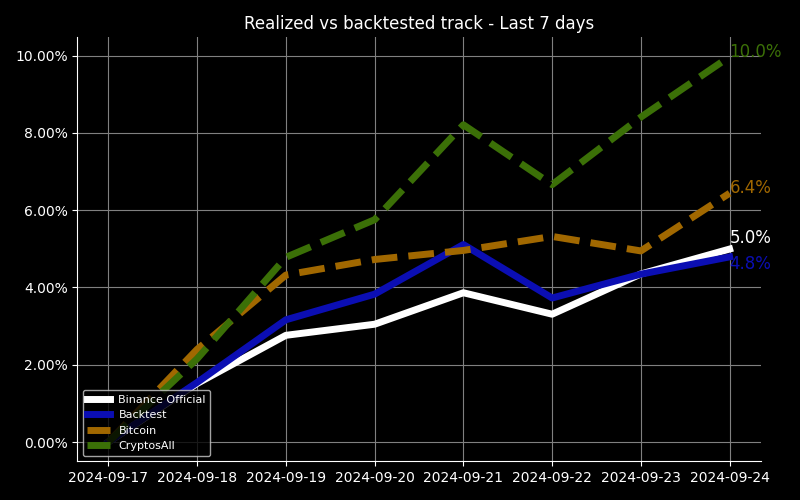 Realized vs backtested track - Last 7 days
10.00%
8.00%
6.00%
4.00%
2.00%
0.00%
10.0%
6.4%
5.0%
4.8%
Binance Official
Backtest
Bitcoin
CryptosAll
2024-09-17 2024-09-18 2024-09-19 2024-09-20 2024-09-21 2024-09-22 2024-09-23 2024-09-24